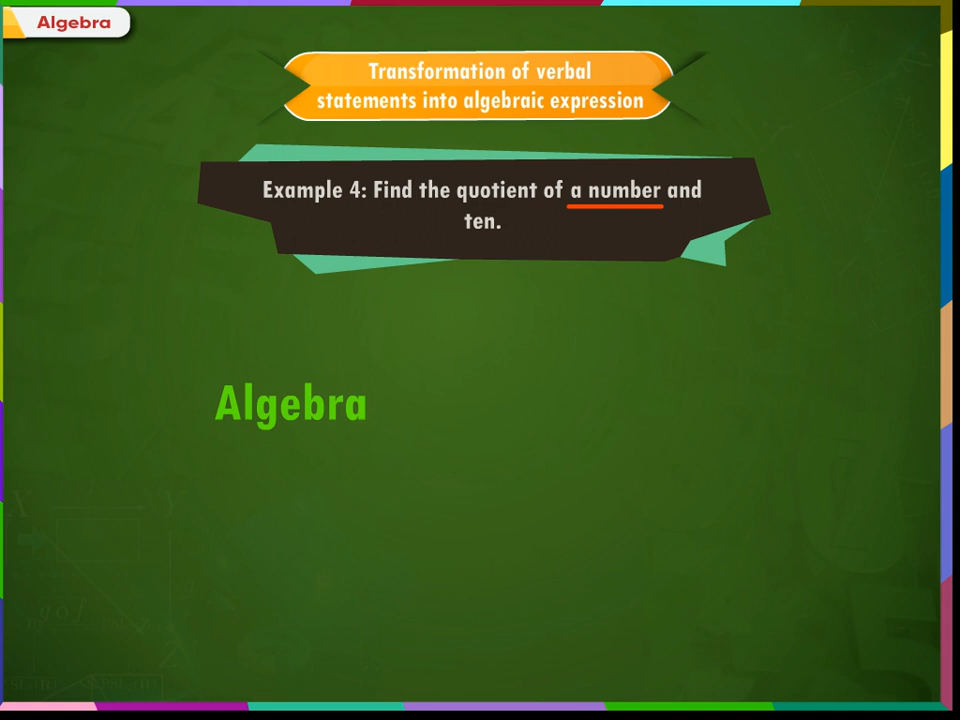 Algebra
Transformation of verbal
statements into algebraic expression
Example 4: Find the quotient of a number and
ten.
Algebra